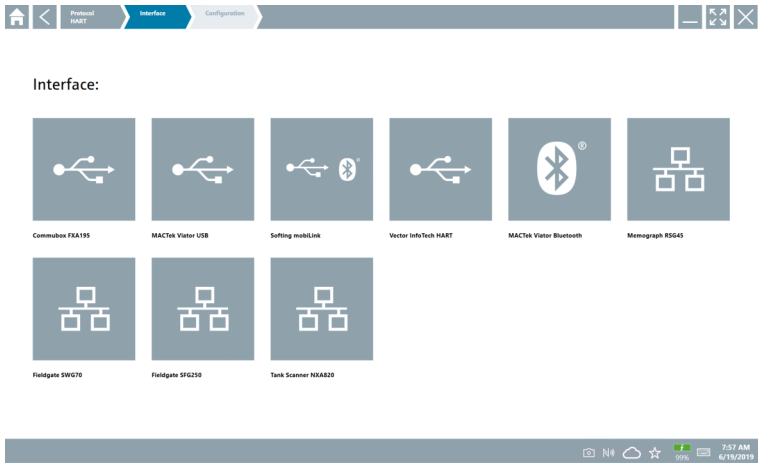 Protocol
HART
Interface
Configuration
Interface:
Commubox FXA195
MACTek Viator USB
Softing mobiLink
Vector InfoTech HART
MACTek Viator Bluetooth
Memograph RSG45
®
Fieldgate SWG70
Fieldgate SFG250
Tank Scanner NXA820
99%
7:57 AM
6/19/2019